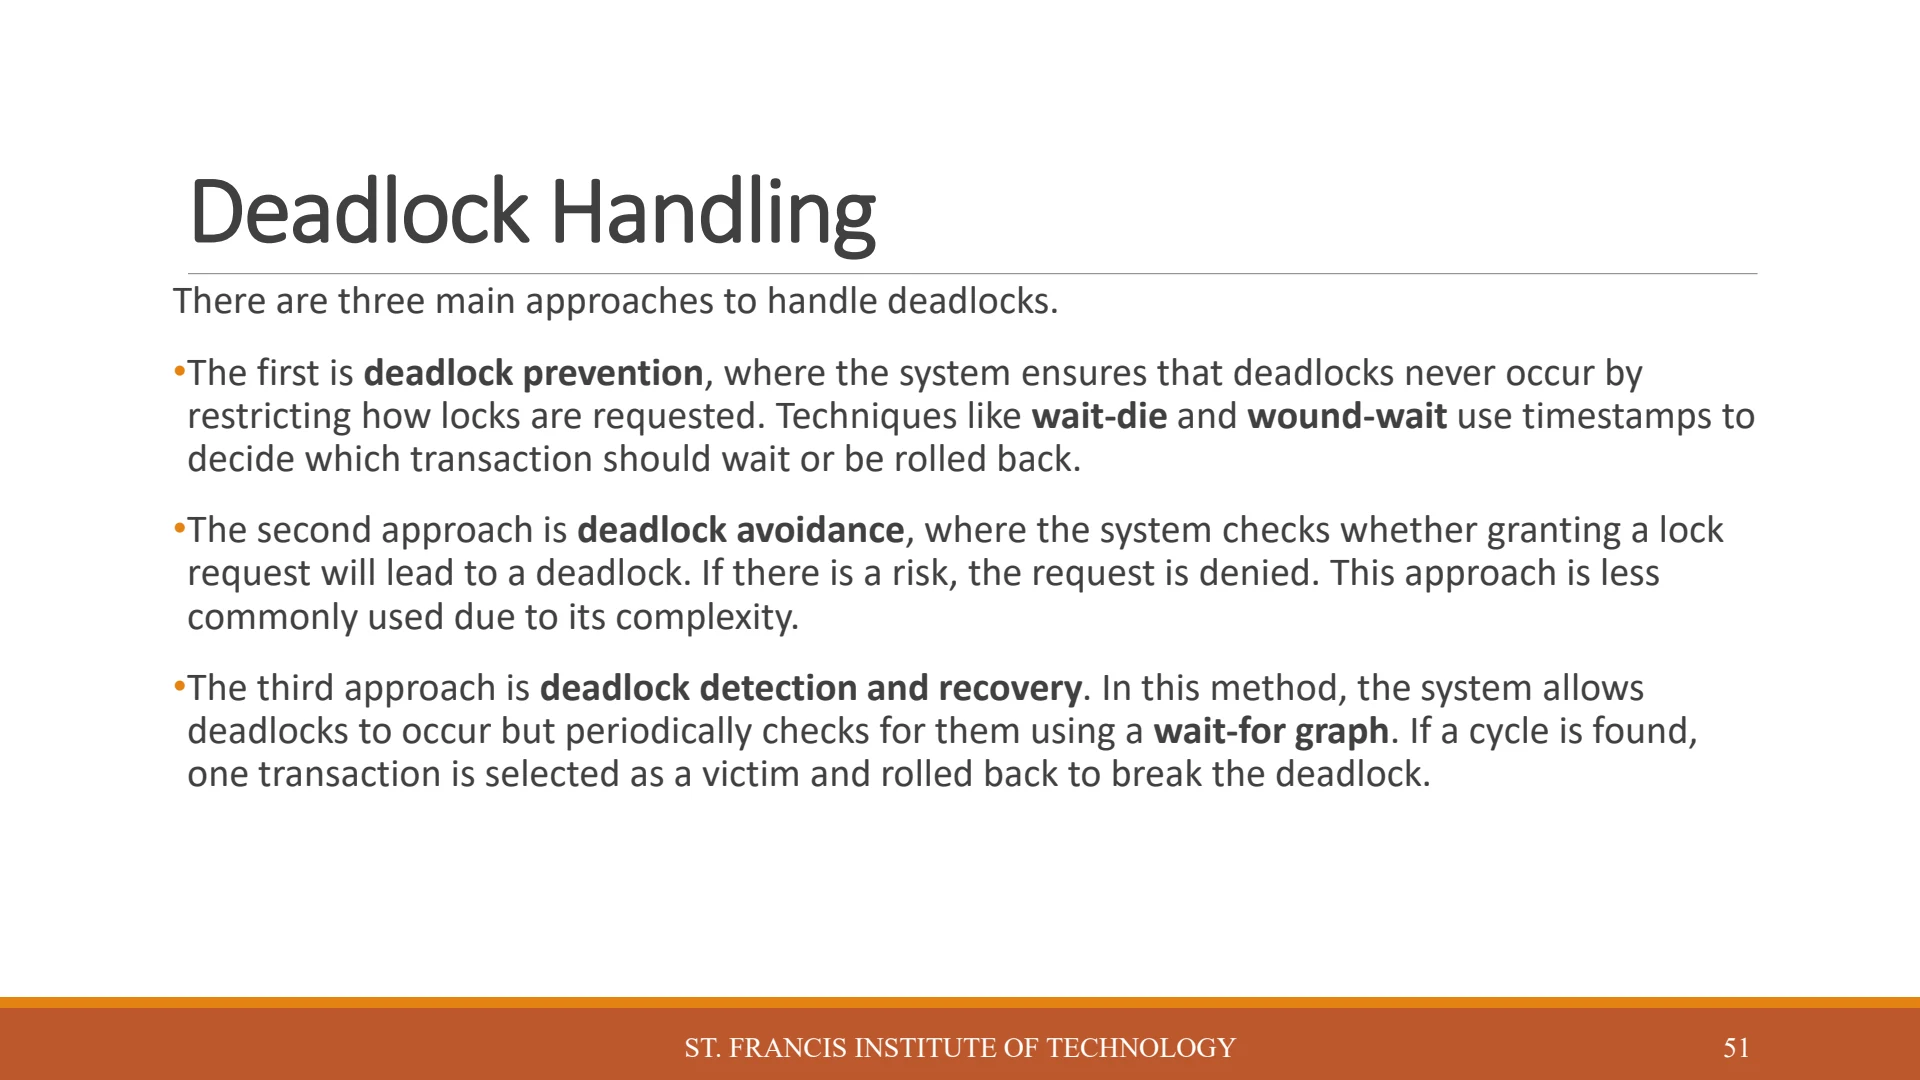 Deadlock Handling
There are three main approaches to handle deadlocks.
•The first is deadlock prevention, where the system ensures that deadlocks never occur by
restricting how locks are requested. Techniques like wait-die and wound-wait use timestamps to
decide which transaction should wait or be rolled back.
•The second approach is deadlock avoidance, where the system checks whether granting a lock
request will lead to a deadlock. If there is a risk, the request is denied. This approach is less
commonly used due to its complexity.
•The third approach is deadlock detection and recovery. In this method, the system allows
deadlocks to occur but periodically checks for them using a wait-for graph. If a cycle is found,
one transaction is selected as a victim and rolled back to break the deadlock.
ST. FRANCIS INSTITUTE OF TECHNOLOGY
51